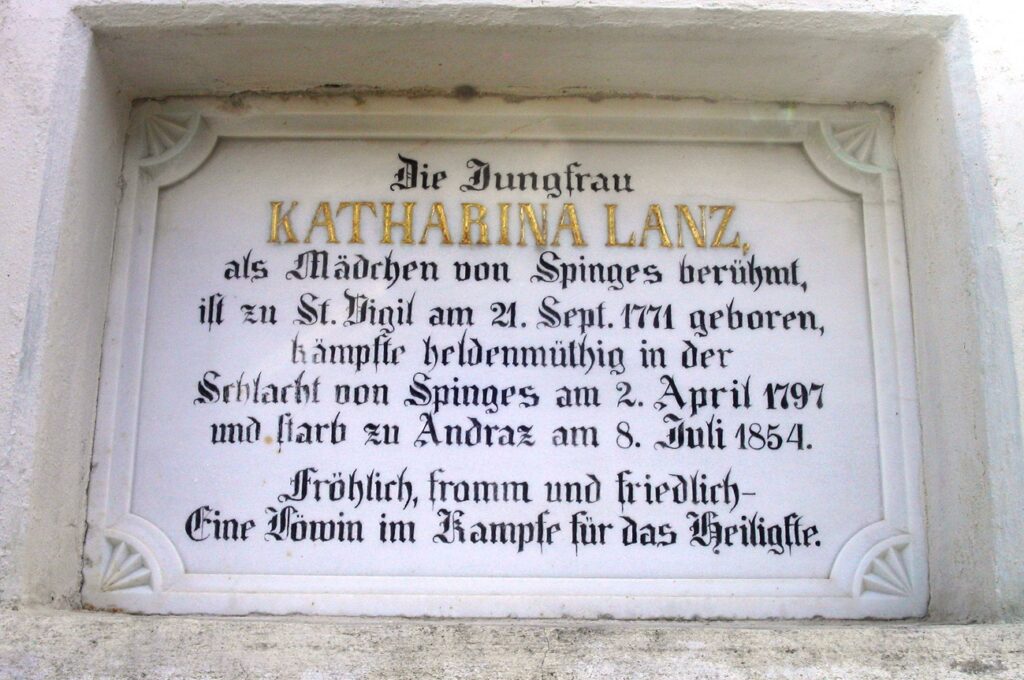 Die Jungfrau
KATHARINA LANZ,
als Mädchen von Spinges berühmt,
ist zu St. Vigil am 21. Sept. 1771 geboren,
kämpfte heldenmüthig in der
Schlacht von Spinges am 2. April 1797
und starb zu Andraz am 8. Juli 1854.
Fröhlich, fromm und friedlich-
Eine Löwin im Kampfe für das Heiligste.